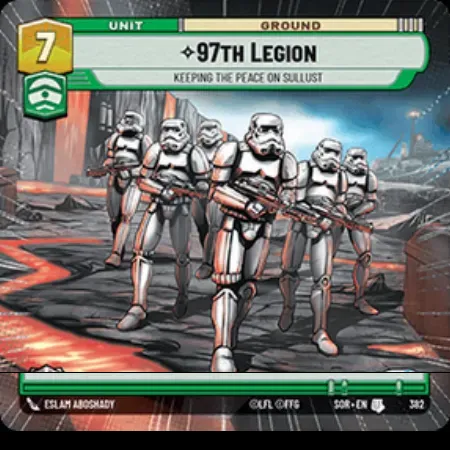 UNIT
GROUND
7
97TH LEGION
KEEPING THE PEACE ON SULLUST
ESLAM ABOSHADY
©LFL ©FFG
SOR • EN
382